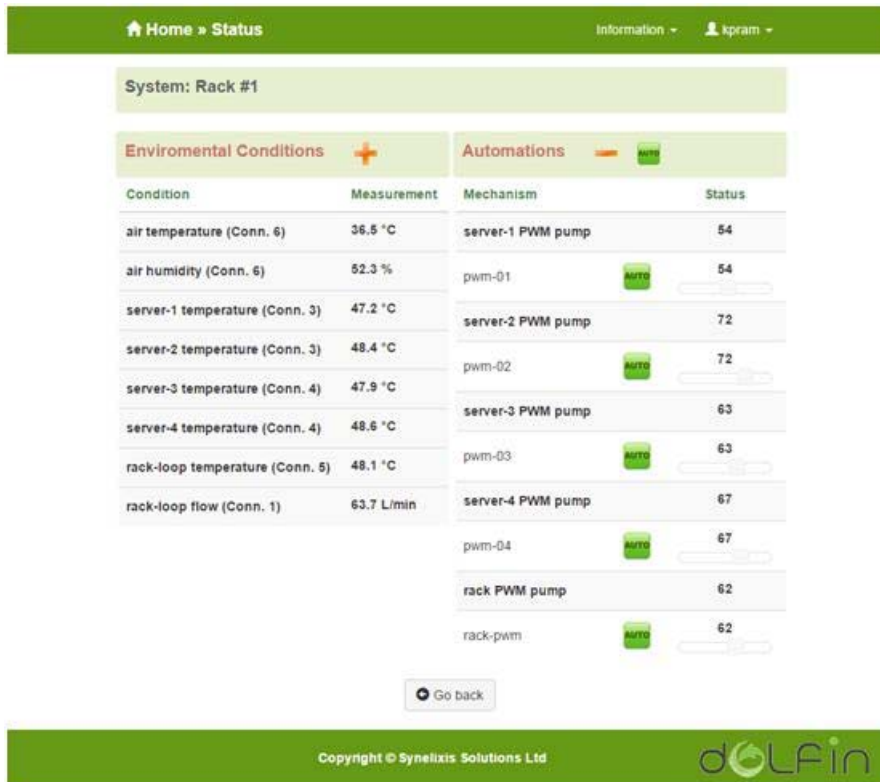 Home » Status
Information
kpram
System: Rack #1
Enviromental Conditions
Condition Measurement
air temperature (Conn. 6) 36.5 °C
air humidity (Conn. 6) 52.3 %
server-1 temperature (Conn. 3) 47.2 °C
server-2 temperature (Conn. 3) 48.4 °C
server-3 temperature (Conn. 4) 47.9 °C
server-4 temperature (Conn. 4) 48.6 °C
rack-loop temperature (Conn. 5) 48.1 °C
rack-loop flow (Conn. 1) 63.7 L/min
Automations AUTO
Mechanism Status
server-1 PWM pump 54
pwm-01 AUTO 54
server-2 PWM pump 72
pwm-02 AUTO 72
server-3 PWM pump 63
pwm-03 AUTO 63
server-4 PWM pump 67
pwm-04 AUTO 67
rack PWM pump 62
rack-pwm AUTO 62
Go back
Copyright © Synelixis Solutions Ltd
dOLFin